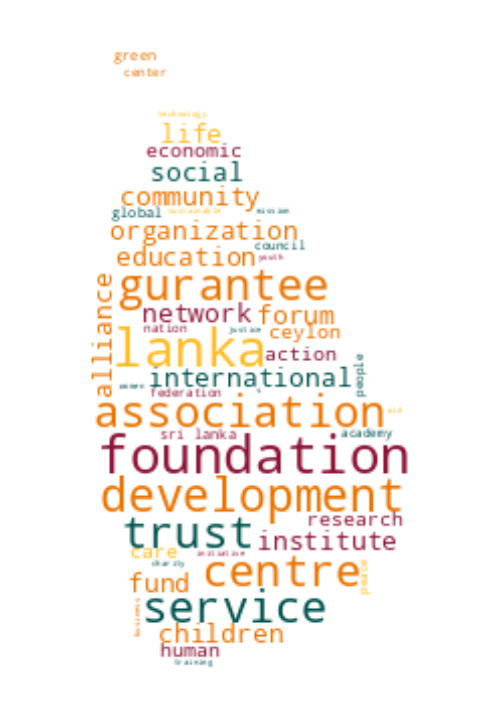 green
center
technology
life
economic
social
community
global sustainable mission
organization
council
education youth
gurantee
alliance
network forum
nation justice ceylon
lanka action
international people
women federation
association aid
sri lanka academy
foundation
development
research
trust institute
care initiative
charity
centre peace
fund
service
business children
human
training